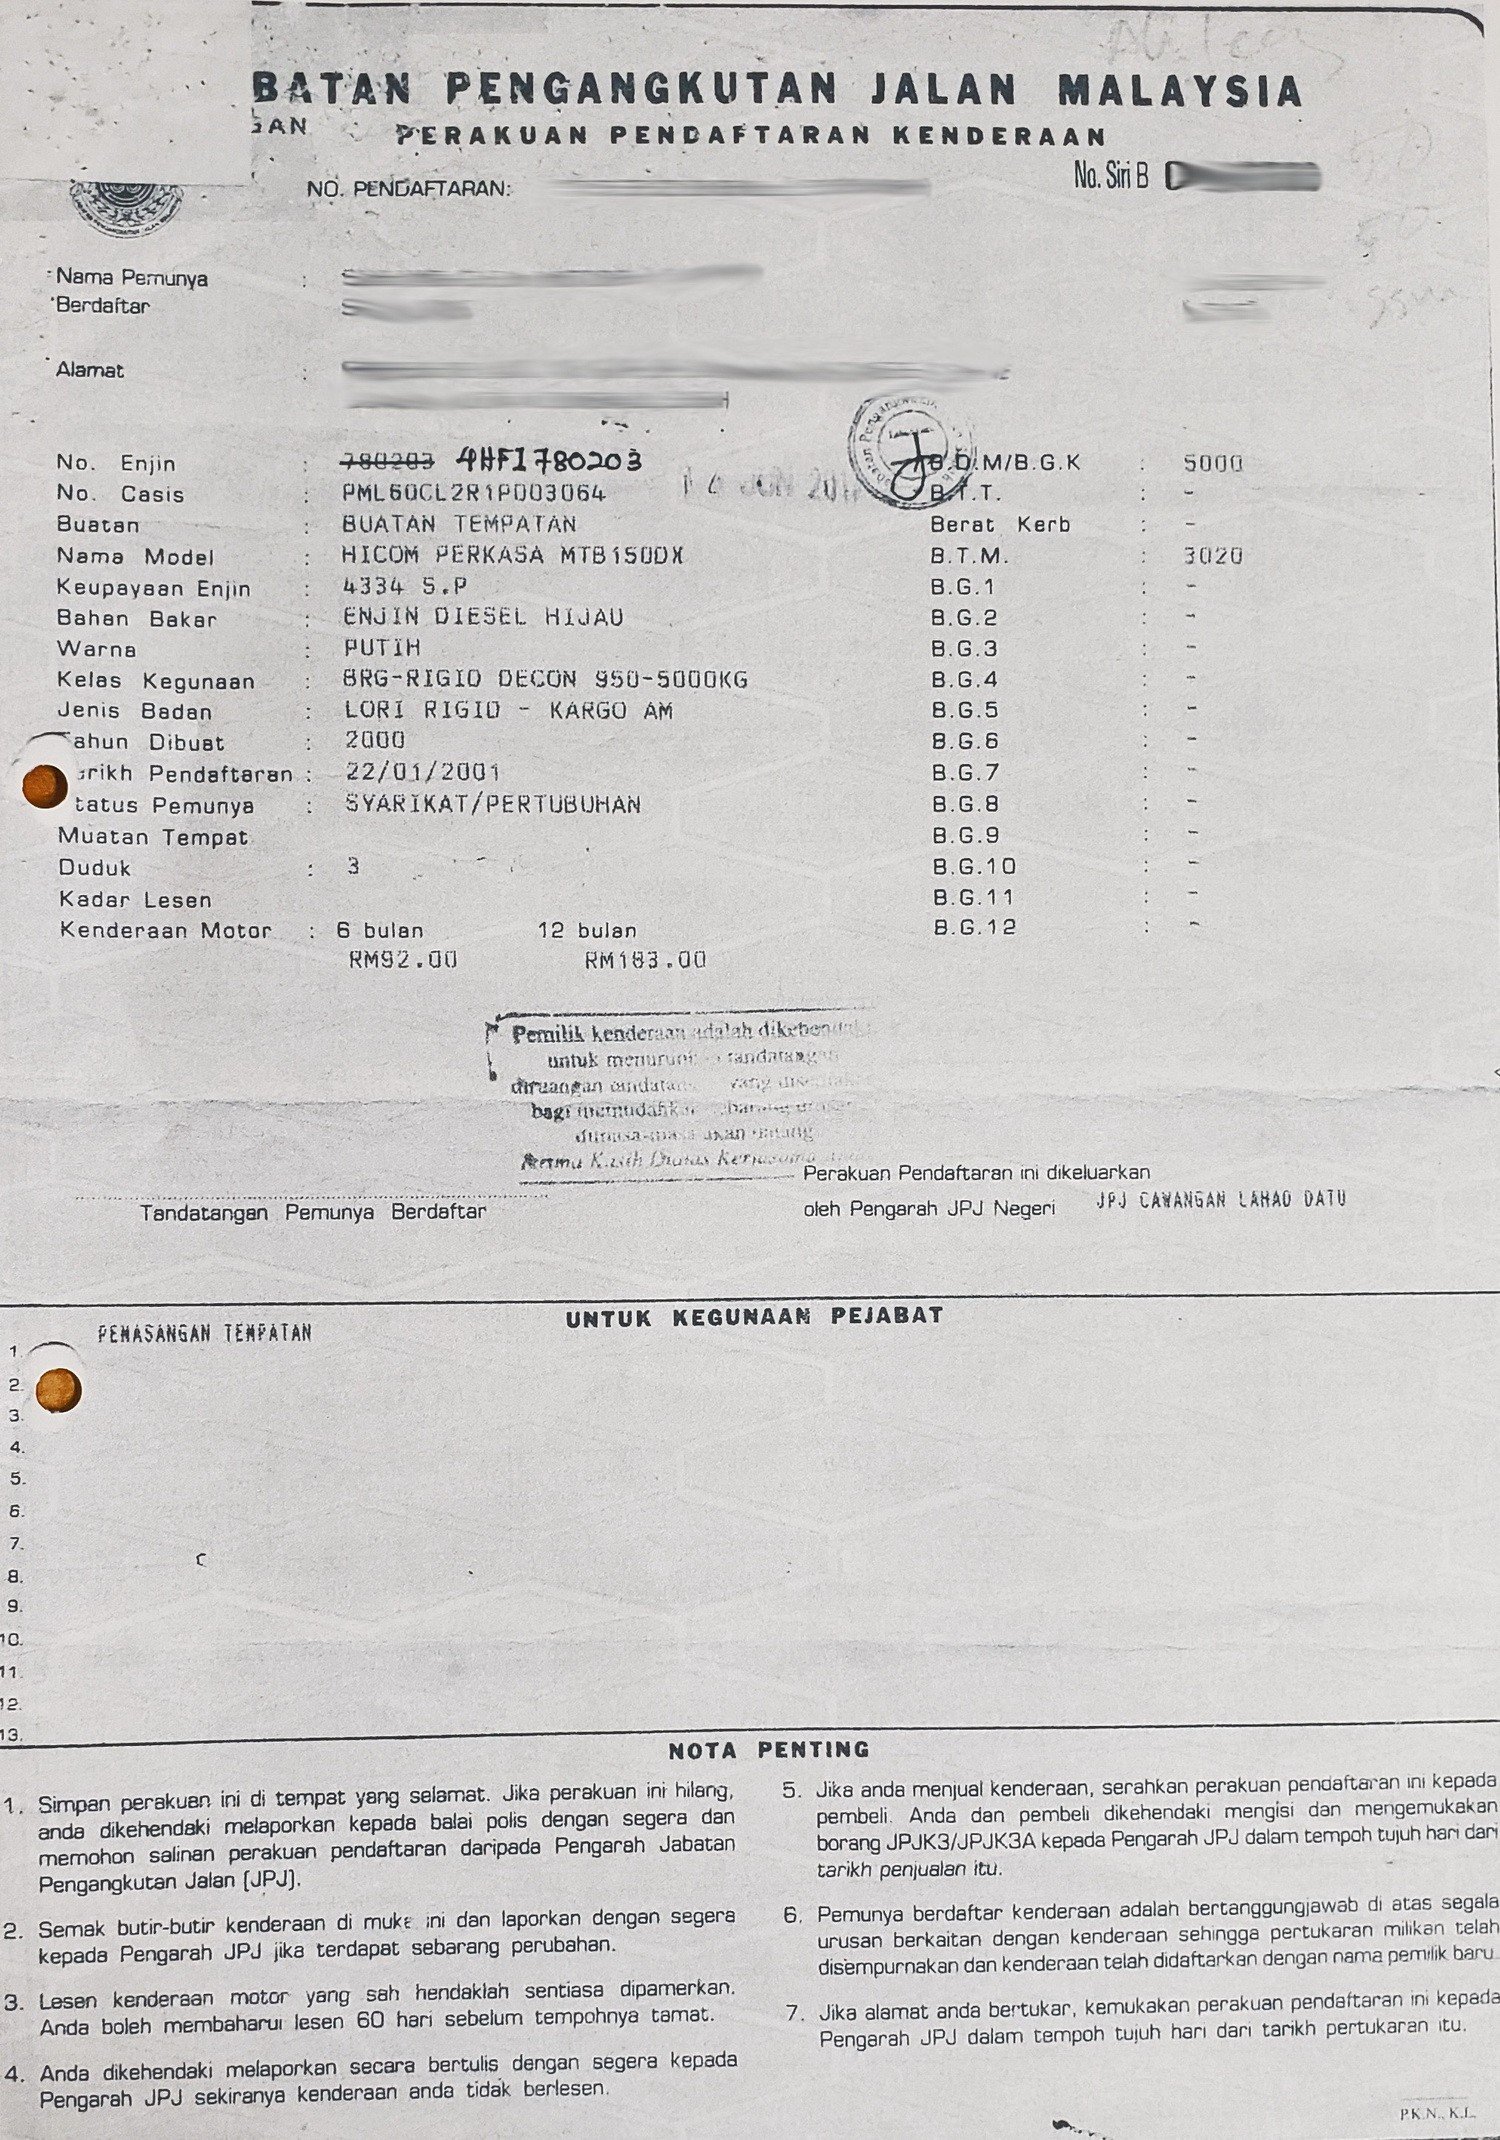 BATAN PENGANGKUTAN JALAN MALAYSIA
GAN
PERAKUAN PENDAFTARAN KENDERAAN
No. Siri B
NO. PENDAFTARAN:
Nama Pemunya :
Berdaftar
Alamat :
No. Enjin : 780203 4HF1780203 B.D.M/B.G.K : 5000
No. Casis : PML60CL2R1P003064 14 JUN B.T.T. : -
Buatan : BUATAN TEMPATAN Berat Kerb : -
Nama Model : HICOM PERKASA MTB150DX B.T.M. : 3020
Keupayaan Enjin : 4334 S.P B.G.1 : -
Bahan Bakar : ENJIN DIESEL HIJAU B.G.2 : -
Warna : PUTIH B.G.3 : -
Kelas Kegunaan : BRG-RIGID DECON 950-5000KG B.G.4 : -
Jenis Badan : LORI RIGID - KARGO AM B.G.5 : -
ahun Dibuat : 2000 B.G.6 : -
rikh Pendaftaran : 22/01/2001 B.G.7 : -
tatus Pemunya : SYARIKAT/PERTUBUHAN B.G.8 : -
Muatan Tempat B.G.9 : -
Duduk : 3 B.G.10 : -
Kadar Lesen B.G.11 : -
Kenderaan Motor : 6 bulan 12 bulan B.G.12 : -
RM92.00 RM183.00
Pemilik kenderaan adalah
untuk
diruangan
bagi
Terima Kasih Diatas Kerjasama
Perakuan Pendaftaran ini dikeluarkan
Tandatangan Pemunya Berdaftar
oleh Pengarah JPJ Negeri JPJ CAWANGAN LAHAD DATU
UNTUK KEGUNAAN PEJABAT
PEMASANGAN TEMPATAN
1.
2.
3.
4.
5.
6.
7.
8.
9.
10.
11.
12.
13.
NOTA PENTING
1. Simpan perakuan ini di tempat yang selamat. Jika perakuan ini hilang,
anda dikehendaki melaporkan kepada balai polis dengan segera dan
memohon salinan perakuan pendaftaran daripada Pengarah Jabatan
Pengangkutan Jalan [JPJ].
2. Semak butir-butir kenderaan di muka ini dan laporkan dengan segera
kepada Pengarah JPJ jika terdapat sebarang perubahan.
3. Lesen kenderaan motor yang sah hendaklah sentiasa dipamerkan.
Anda boleh membaharui lesen 60 hari sebelum tempohnya tamat.
4. Anda dikehendaki melaporkan secara bertulis dengan segera kepada
Pengarah JPJ sekiranya kenderaan anda tidak berlesen.
5. Jika anda menjual kenderaan, serahkan perakuan pendaftaran ini kepada
pembeli. Anda dan pembeli dikehendaki mengisi dan mengemukakan
borang JPJK3/JPJK3A kepada Pengarah JPJ dalam tempoh tujuh hari dari
tarikh penjualan itu.
6. Pemunya berdaftar kenderaan adalah bertanggungjawab di atas segala
urusan berkaitan dengan kenderaan sehingga pertukaran milikan telah
disempurnakan dan kenderaan telah didaftarkan dengan nama pemilik baru
7. Jika alamat anda bertukar, kemukakan perakuan pendaftaran ini kepada
Pengarah JPJ dalam tempoh tujuh hari dari tarikh pertukaran itu.
P.K.N., K.L.